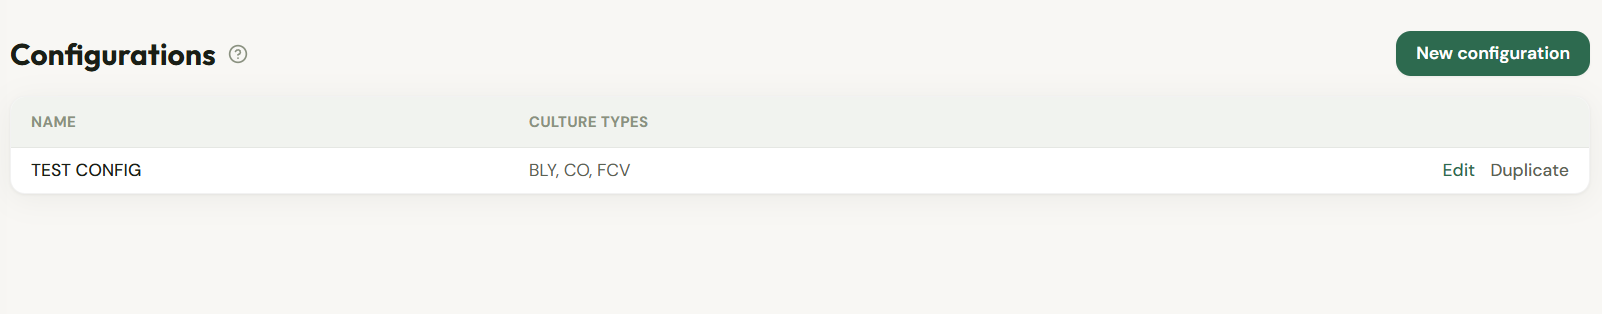 Configurations
New configuration
NAME CULTURE TYPES
TEST CONFIG BLY, CO, FCV Edit Duplicate